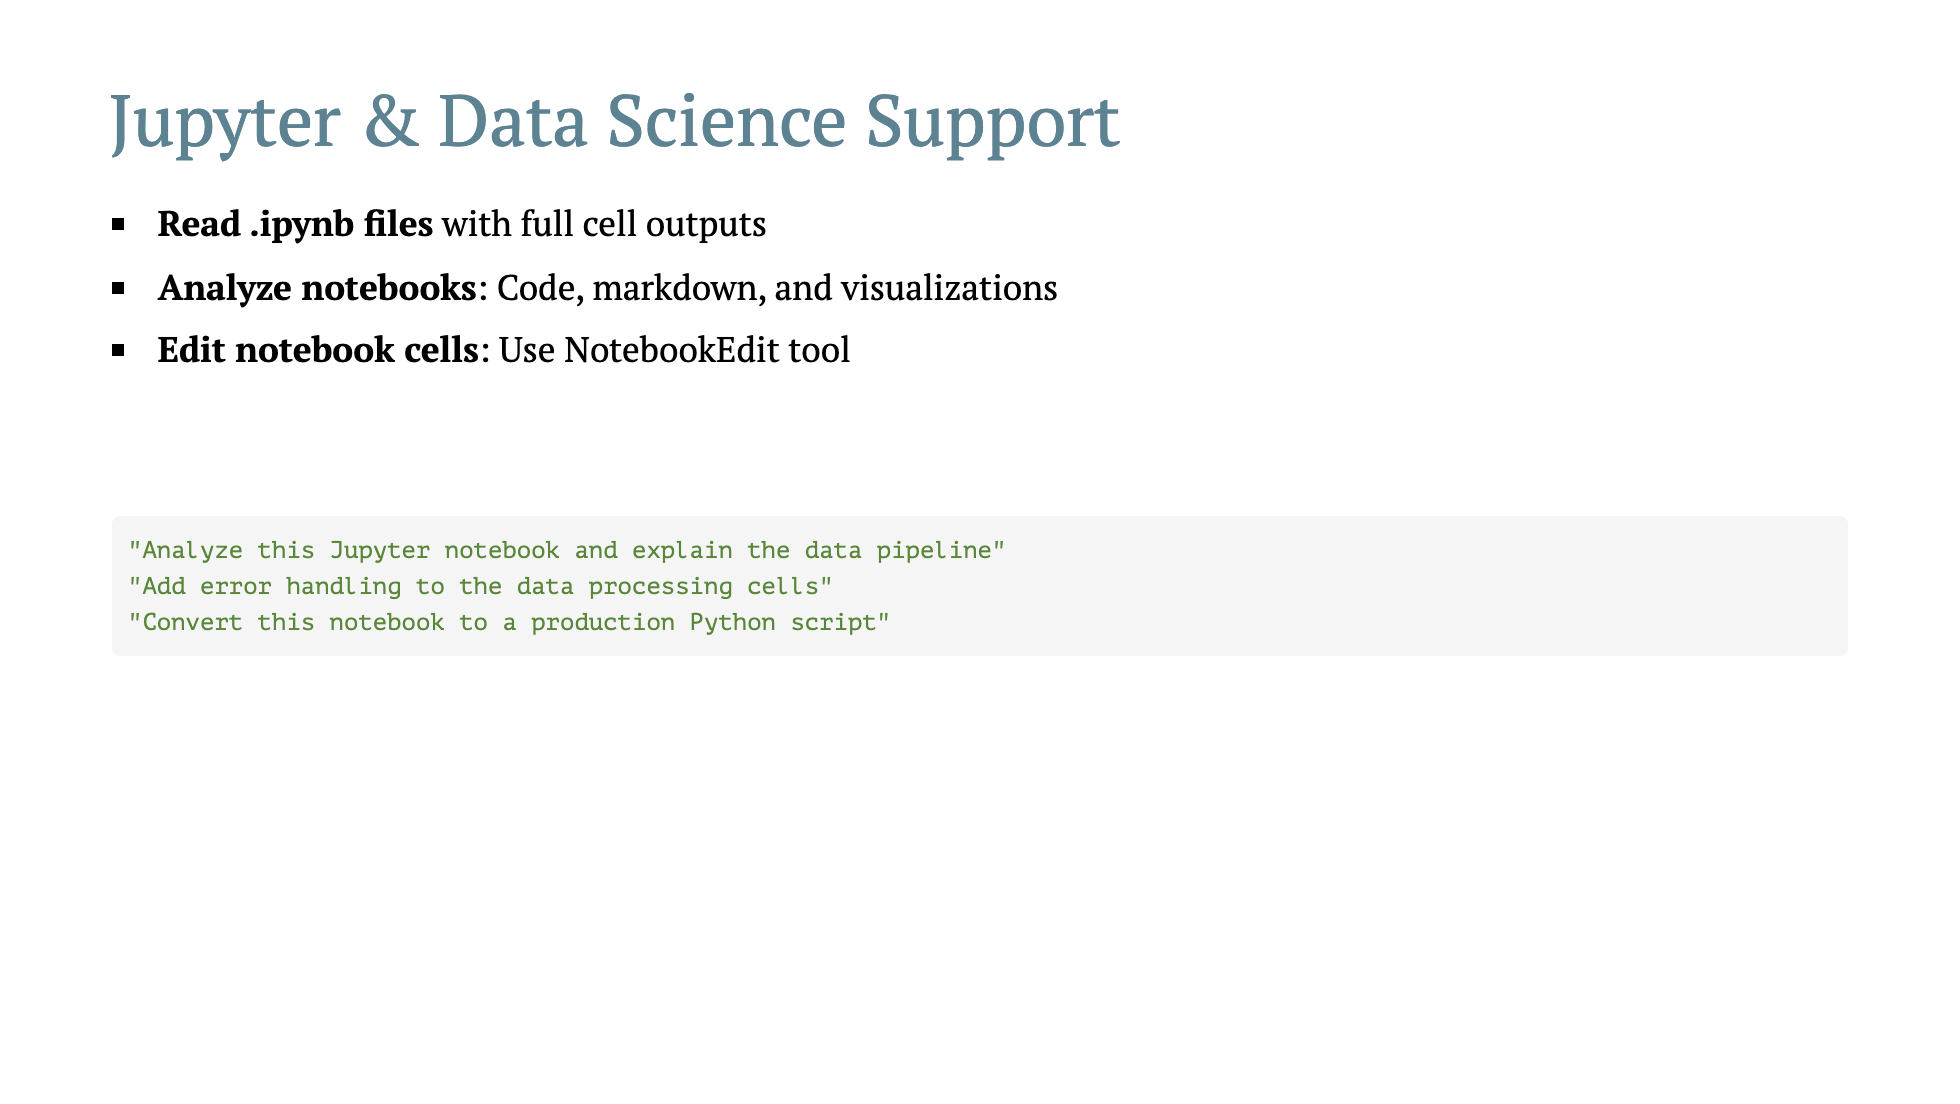 Jupyter & Data Science Support
▪ Read .ipynb files with full cell outputs
▪ Analyze notebooks: Code, markdown, and visualizations
▪ Edit notebook cells: Use NotebookEdit tool
"Analyze this Jupyter notebook and explain the data pipeline"
"Add error handling to the data processing cells"
"Convert this notebook to a production Python script"